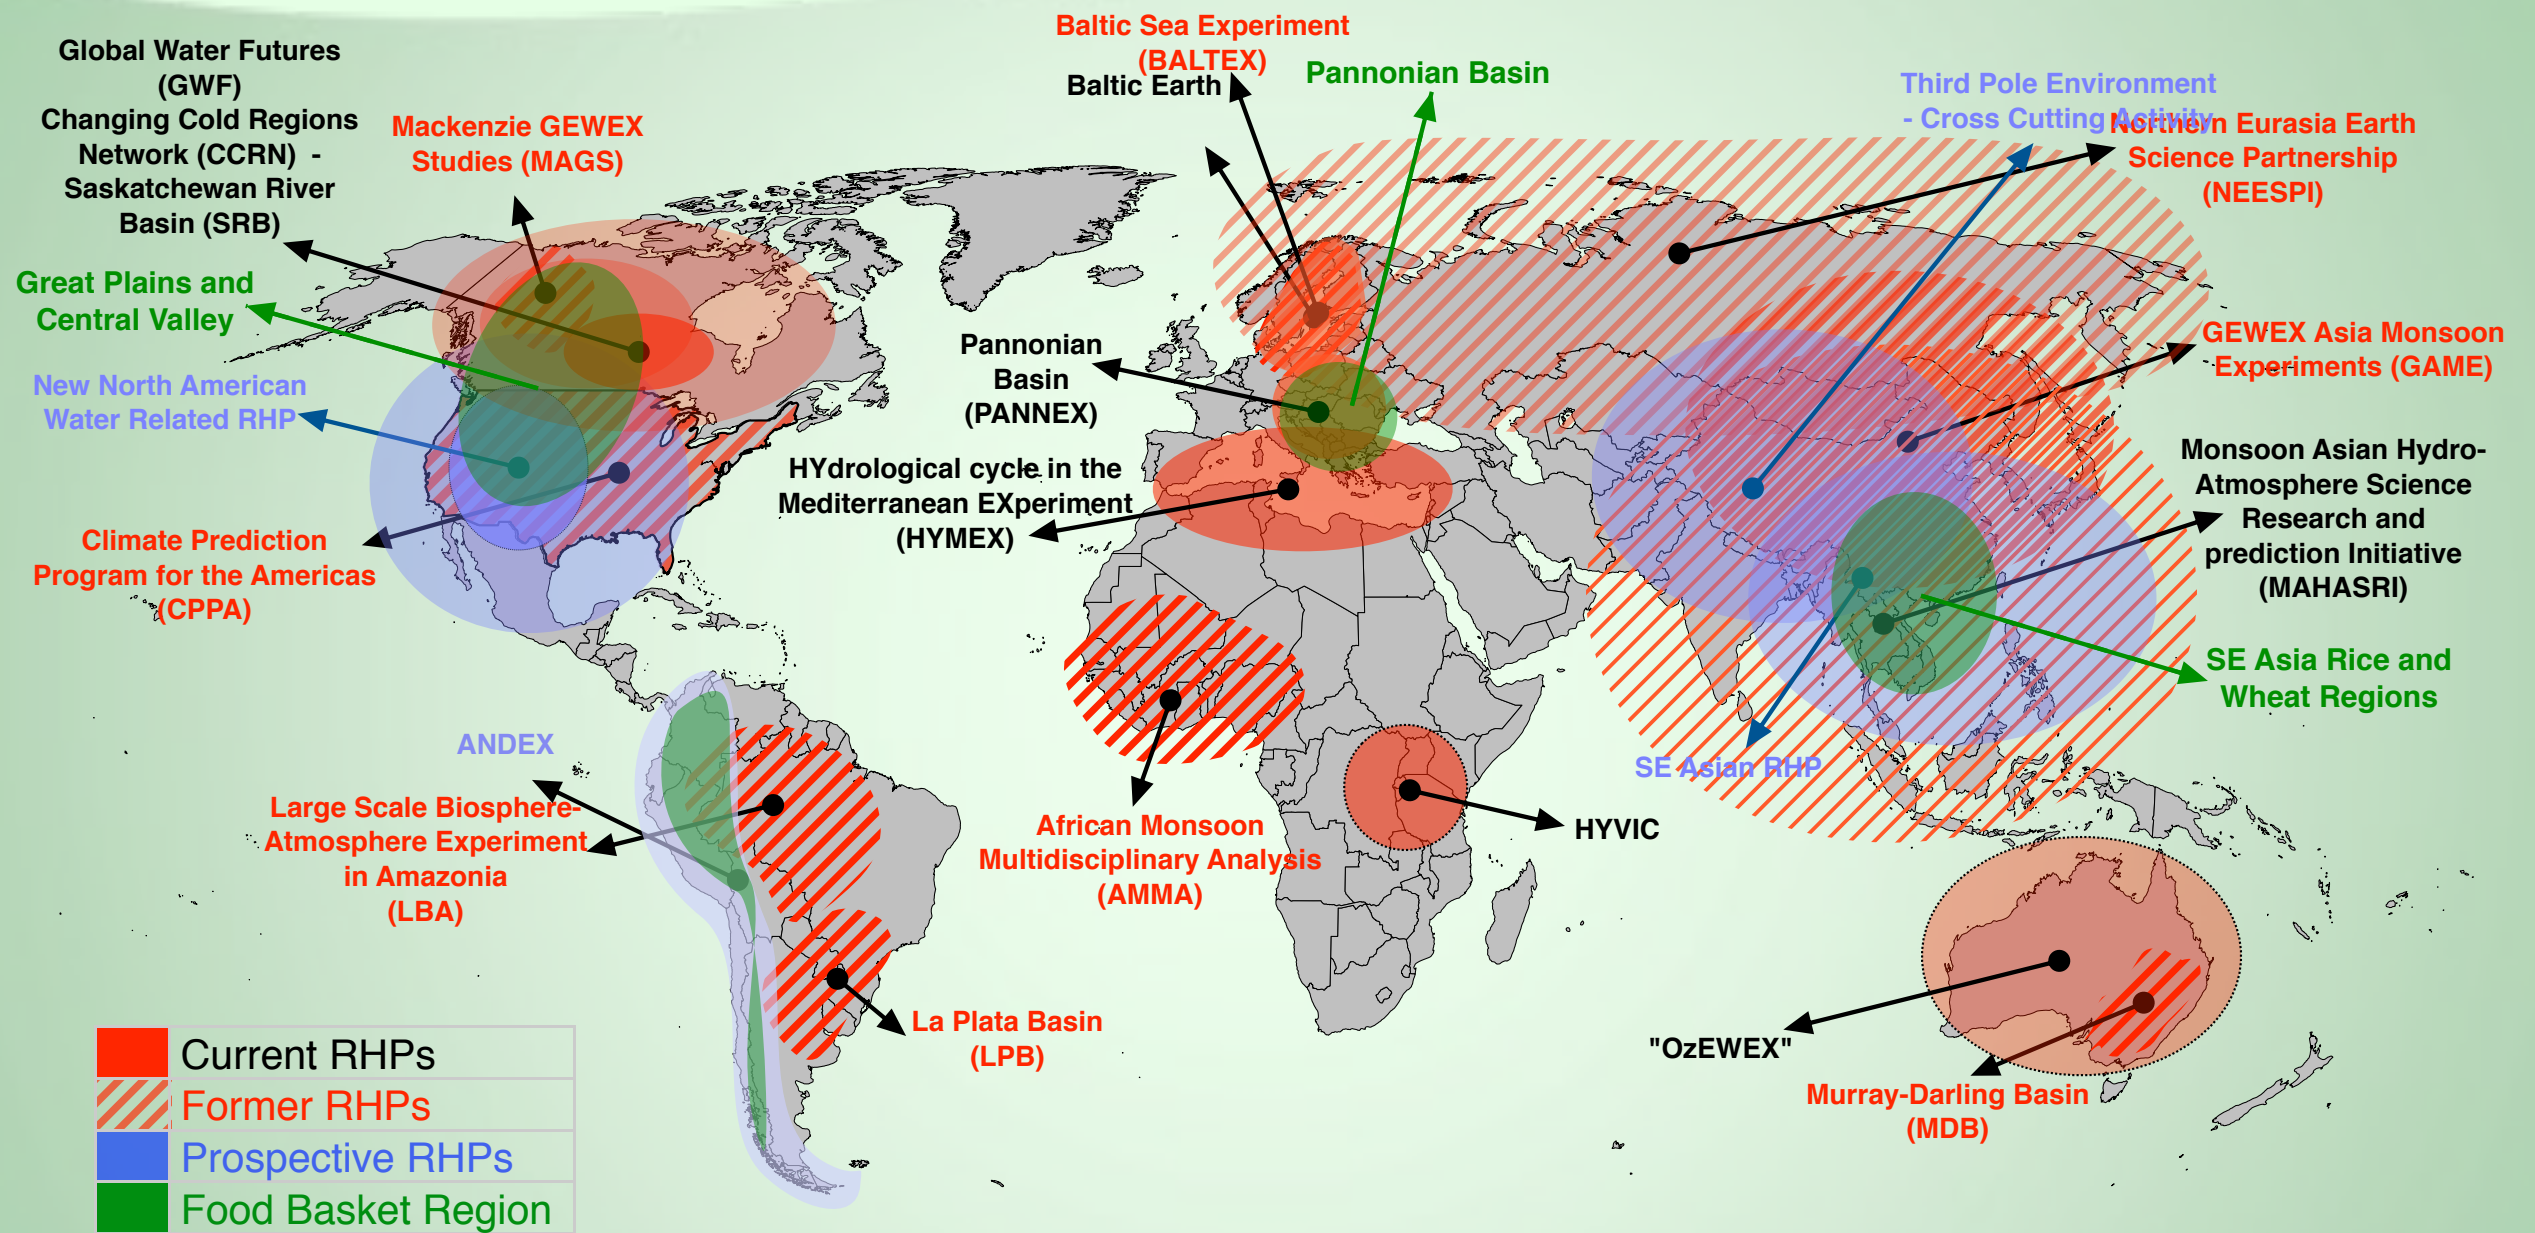 Baltic Sea Experiment
(BALTEX)
Baltic Earth
Pannonian Basin
Global Water Futures
(GWF)
Changing Cold Regions
Network (CCRN)  -
Saskatchewan River
Basin (SRB)
Mackenzie GEWEX
Studies (MAGS)
Third Pole Environment
- Cross Cutting Activity
Northern Eurasia Earth
Science Partnership
(NEESPI)
Great Plains and
Central Valley
New North American
Water Related RHP
Pannonian
Basin
(PANNEX)
GEWEX Asia Monsoon
Experiments (GAME)
HYdrological cycle in the
Mediterranean EXperiment
(HYMEX)
Monsoon Asian Hydro-
Atmosphere Science
Research and
prediction Initiative
(MAHASRI)
Climate Prediction
Program for the Americas
(CPPA)
SE Asia Rice and
Wheat Regions
ANDEX
SE Asian RHP
Large Scale Biosphere-
Atmosphere Experiment
in Amazonia
(LBA)
African Monsoon
Multidisciplinary Analysis
(AMMA)
HYVIC
La Plata Basin
(LPB)
"OzEWEX"
Murray-Darling Basin
(MDB)
Current RHPs
Former RHPs
Prospective RHPs
Food Basket Region